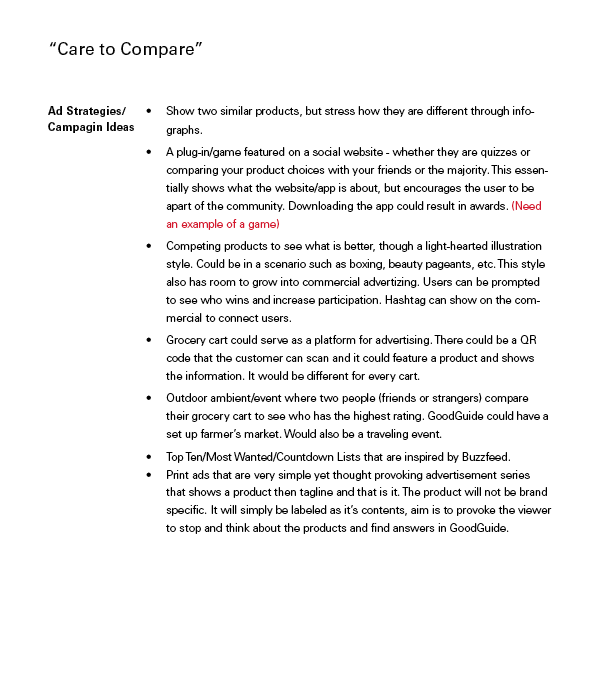 “Care to Compare”
Ad Strategies/
Campagin Ideas
• Show two similar products, but stress how they are different through info-
graphs.
• A plug-in/game featured on a social website - whether they are quizzes or
comparing your product choices with your friends or the majority. This essen-
tially shows what the website/app is about, but encourages the user to be
apart of the community. Downloading the app could result in awards. (Need
an example of a game)
• Competing products to see what is better, though a light-hearted illustration
style. Could be in a scenario such as boxing, beauty pageants, etc. This style
also has room to grow into commercial advertizing. Users can be prompted
to see who wins and increase participation. Hashtag can show on the com-
mercial to connect users.
• Grocery cart could serve as a platform for advertising. There could be a QR
code that the customer can scan and it could feature a product and shows
the information. It would be different for every cart.
• Outdoor ambient/event where two people (friends or strangers) compare
their grocery cart to see who has the highest rating. GoodGuide could have a
set up farmer’s market. Would also be a traveling event.
• Top Ten/Most Wanted/Countdown Lists that are inspired by Buzzfeed.
• Print ads that are very simple yet thought provoking advertisement series
that shows a product then tagline and that is it. The product will not be brand
specific. It will simply be labeled as it’s contents, aim is to provoke the viewer
to stop and think about the products and find answers in GoodGuide.